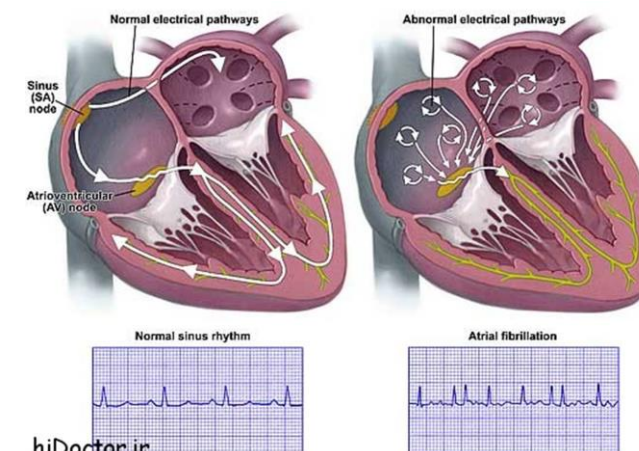 Normal electrical pathways
Abnormal electrical pathways
Sinus
(SA)
node
Atrioventricular
(AV) node
Normal sinus rhythm
Atrial fibrillation
hiDoctor.ir